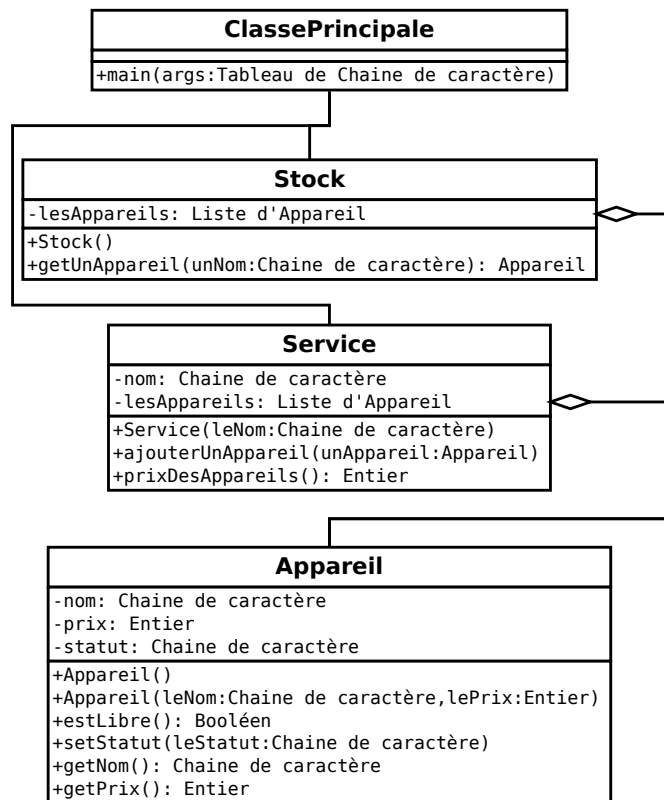 ClassePrincipale
+main(args:Tableau de Chaine de caractère)
Stock
-lesAppareils: Liste d'Appareil
+Stock()
+getUnAppareil(unNom:Chaine de caractère): Appareil
Service
-nom: Chaine de caractère
-lesAppareils: Liste d'Appareil
+Service(leNom:Chaine de caractère)
+ajouterUnAppareil(unAppareil:Appareil)
+prixDesAppareils(): Entier
Appareil
-nom: Chaine de caractère
-prix: Entier
-statut: Chaine de caractère
+Appareil()
+Appareil(leNom:Chaine de caractère,lePrix:Entier)
+estLibre(): Booléen
+setStatut(leStatut:Chaine de caractère)
+getNom(): Chaine de caractère
+getPrix(): Entier